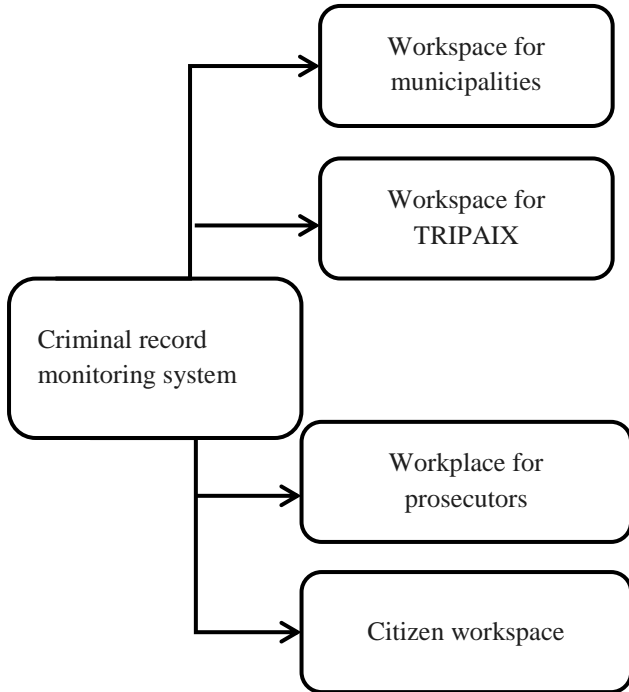 Workspace for
municipalities
Workspace for
TRIPAIX
Criminal record
monitoring system
Workplace for
prosecutors
Citizen workspace